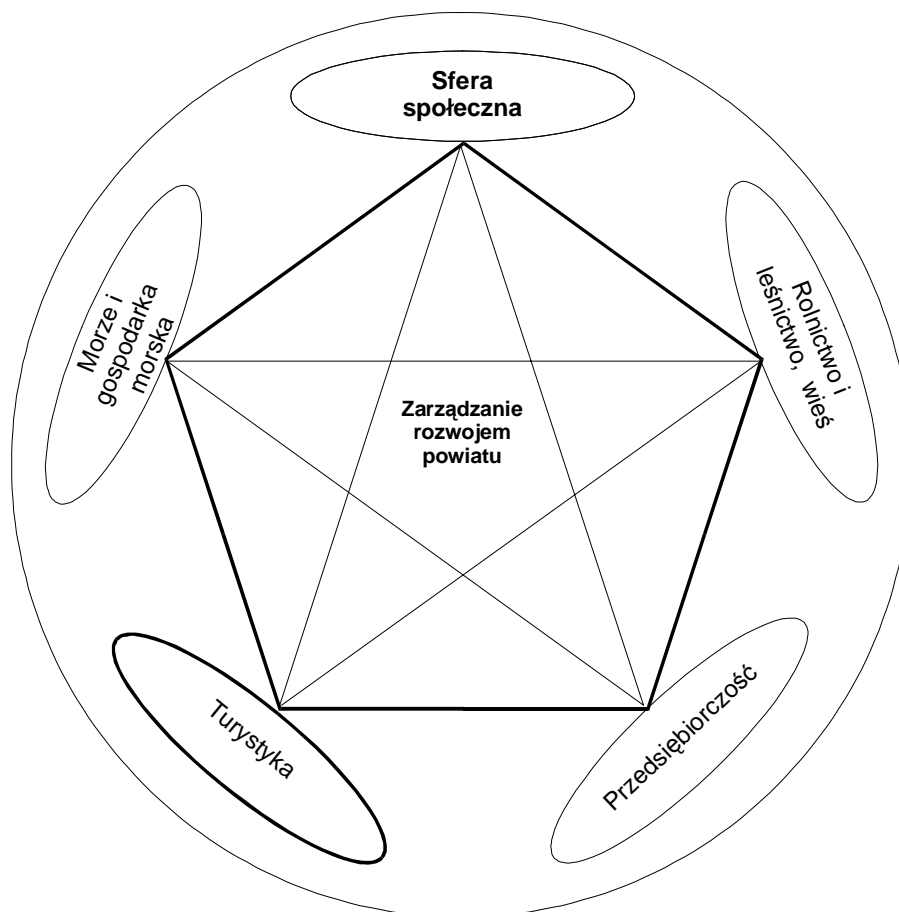 Sfera
społeczna
Morze i
gospodarka
morska
Rolnictwo i
leśnictwo, wieś
Zarządzanie
rozwojem
powiatu
Turystyka
Przedsiębiorczość